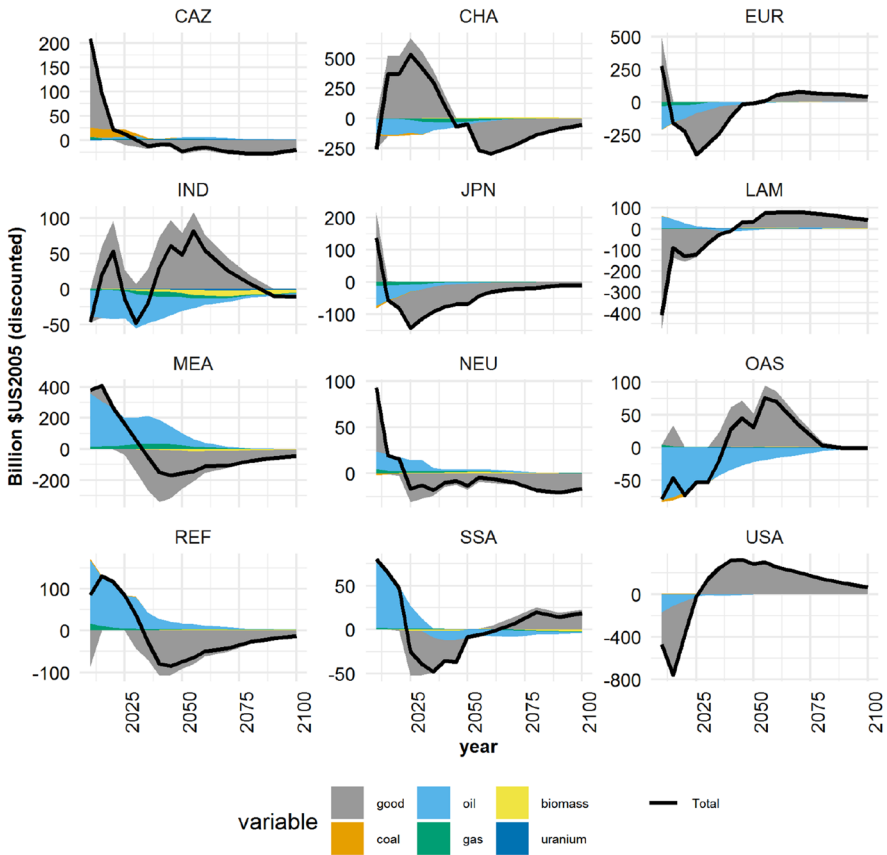 CAZ CHA EUR
200 500 500
150
100 250 250
50 0 0
0 -250 -250
IND JPN LAM
100 200 100
0
50 100 -100
0 0 -200
-300
-50 -100 -400
MEA NEU OAS
400 100 100
200 50 50
0 0
-200 0 -50
REF SSA USA
100 50 0
0 0 -400
-100 -50 -800
2025 2050 2075 2100 2025 2050 2075 2100 2025 2050 2075 2100
Billion $US2005 (discounted)
year
variable
good oil biomass Total
coal gas uranium